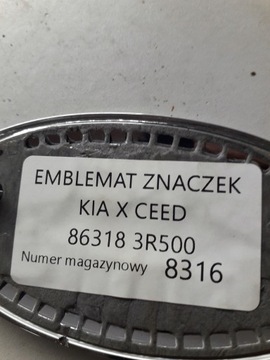 EMBLEMAT ZNACZEK
KIA X CEED
86318 3R500
Numer magazynowy 8316